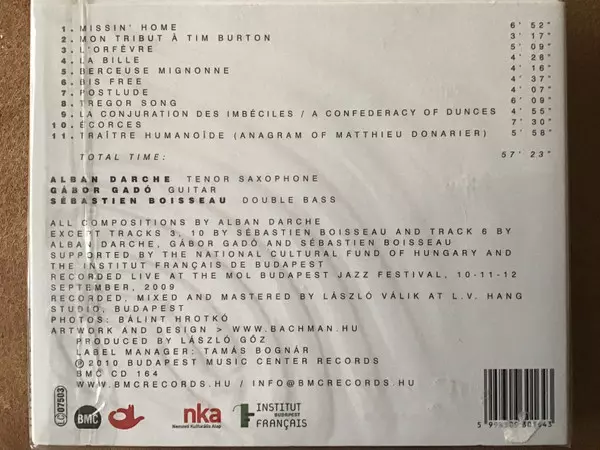 1. MISSIN' HOME 6' 52"
2. MON TRIBUT À TIM BURTON 3' 17"
3. L'ORFÈVRE 5' 09"
4. LA BILLE 4' 28"
5. BERCEUSE MIGNONNE 4' 16"
6. BIS FREE 4' 37"
7. POSTLUDE 4' 07"
8. TREGOR SONG 6' 09"
9. LA CONJURATION DES IMBÉCILES / A CONFEDERACY OF DUNCES 4' 55"
10. ÉCORCES 7' 30"
11. TRAÎTRE HUMANOÏDE (ANAGRAM OF MATTHIEU DONARIER) 5' 58"
TOTAL TIME: 57' 23"
ALBAN DARCHE TENOR SAXOPHONE
GÁBOR GADÓ GUITAR
SÉBASTIEN BOISSEAU DOUBLE BASS
ALL COMPOSITIONS BY ALBAN DARCHE
EXCEPT TRACKS 3, 10 BY SÉBASTIEN BOISSEAU AND TRACK 6 BY
ALBAN DARCHE, GÁBOR GADÓ AND SÉBASTIEN BOISSEAU
SUPPORTED BY THE NATIONAL CULTURAL FUND OF HUNGARY AND
THE INSTITUT FRANÇAIS DE BUDAPEST
RECORDED LIVE AT THE MOL BUDAPEST JAZZ FESTIVAL, 10-11-12
SEPTEMBER, 2009
RECORDED, MIXED AND MASTERED BY LÁSZLÓ VÁLIK AT L.V. HANG
STUDIO, BUDAPEST
PHOTOS: BÁLINT HROTKÓ
ARTWORK AND DESIGN > WWW.BACHMAN.HU
PRODUCED BY LÁSZLÓ GŐZ
LABEL MANAGER: TAMÁS BOGNÁR
℗ 2010 BUDAPEST MUSIC CENTER RECORDS
BMC CD 164
WWW.BMCRECORDS.HU / INFO@BMCRECORDS.HU
07503
BMC
nka
Nemzeti Kulturális Alap
INSTITUT
BUDAPEST
FRANÇAIS